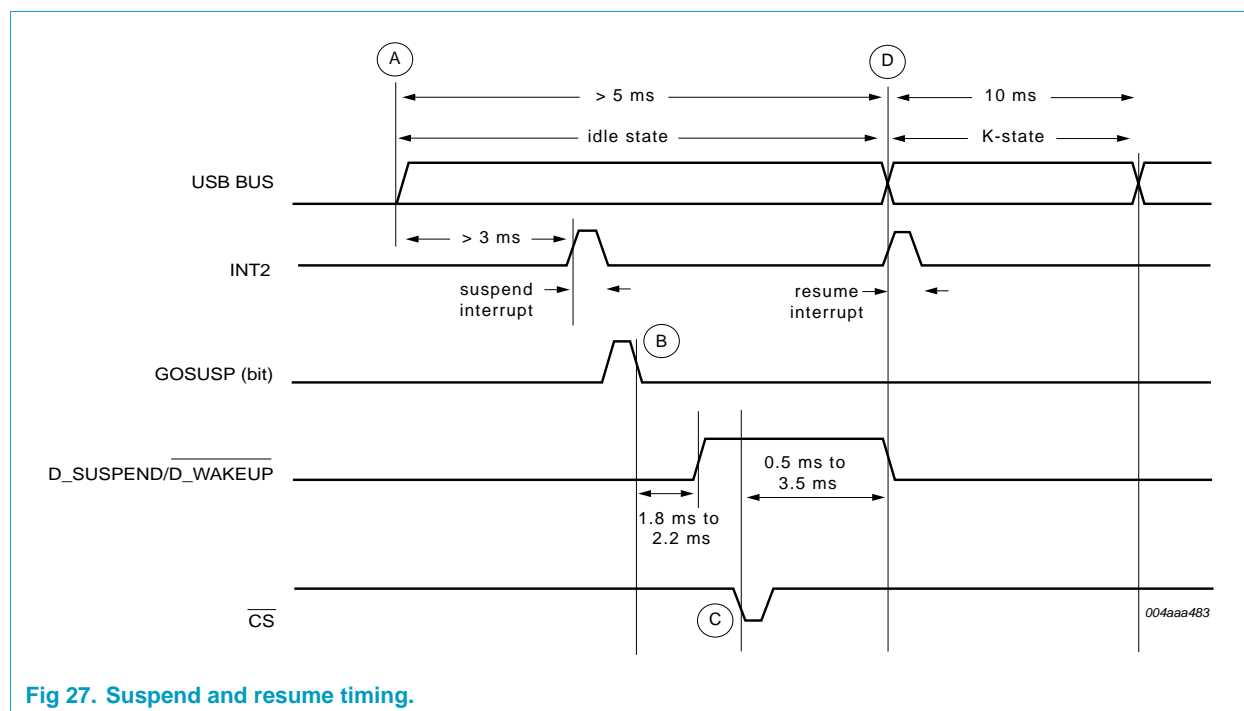 A
D
> 5 ms
10 ms
idle state
K-state
USB BUS
> 3 ms
INT2
suspend
interrupt
resume
interrupt
B
GOSUSP (bit)
D_SUSPEND/D_WAKEUP
0.5 ms to
3.5 ms
1.8 ms to
2.2 ms
CS
C
004aaa483
Fig 27. Suspend and resume timing.